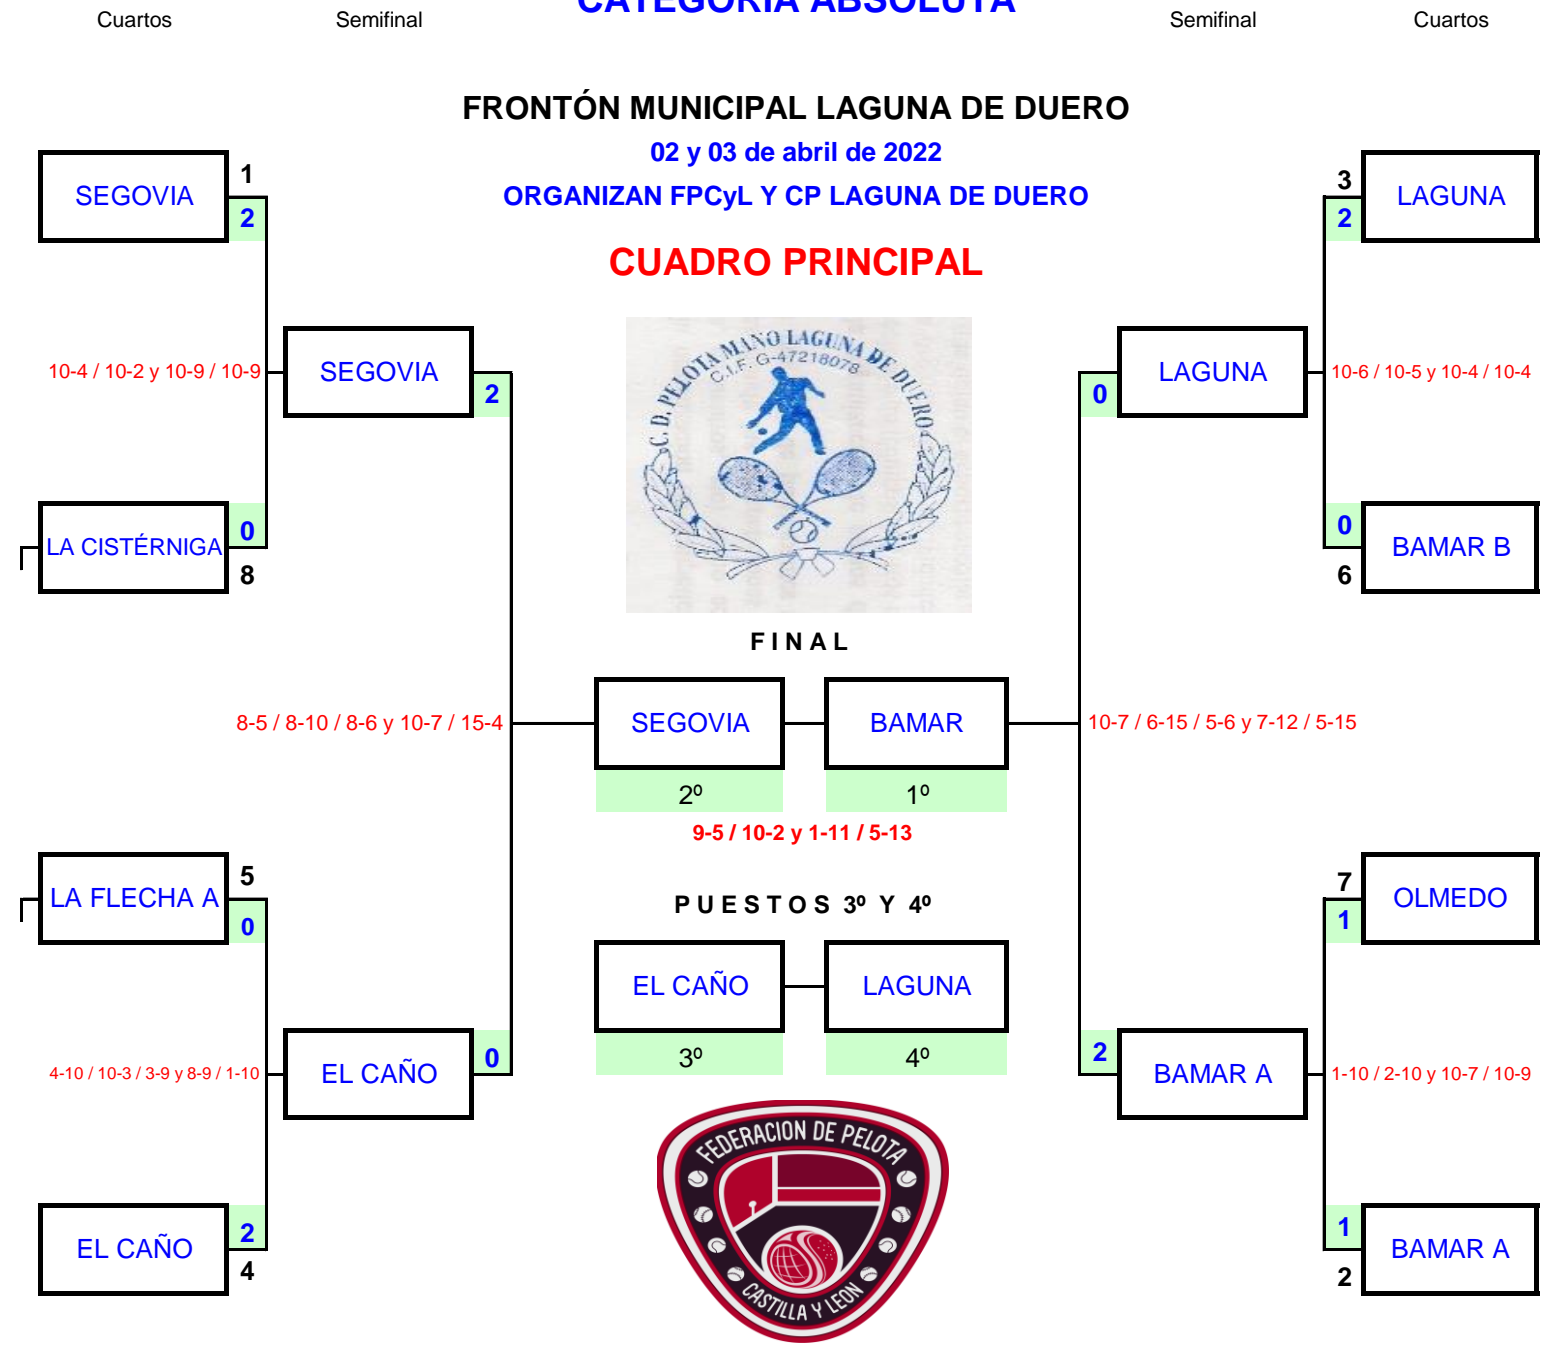 CATEGORÍA ABSOLUTA
Cuartos
Semifinal
Semifinal
Cuartos
FRONTÓN MUNICIPAL LAGUNA DE DUERO
02 y 03 de abril de 2022
ORGANIZAN FPCyL Y CP LAGUNA DE DUERO
CUADRO PRINCIPAL
SEGOVIA
1
2
10-4 / 10-2 y 10-9 / 10-9
LA CISTÉRNIGA
0
8
SEGOVIA
2
8-5 / 8-10 / 8-6 y 10-7 / 15-4
LA FLECHA A
5
0
4-10 / 10-3 / 3-9 y 8-9 / 1-10
EL CAÑO
2
4
EL CAÑO
0
C.D. PELOTA MANO LAGUNA DE DUERO
C.I.F. G-47218078
FINAL
SEGOVIA
BAMAR
2º
1º
9-5 / 10-2 y 1-11 / 5-13
PUESTOS 3º Y 4º
EL CAÑO
LAGUNA
3º
4º
FEDERACION DE PELOTA
CASTILLA Y LEON
3
2
LAGUNA
0
LAGUNA
10-6 / 10-5 y 10-4 / 10-4
0
6
BAMAR B
10-7 / 6-15 / 5-6 y 7-12 / 5-15
7
1
OLMEDO
2
BAMAR A
1-10 / 2-10 y 10-7 / 10-9
1
2
BAMAR A